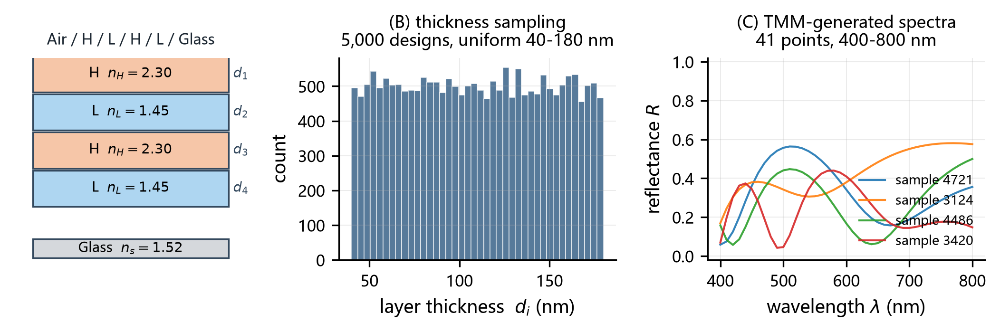 Air / H / L / H / L / Glass
H n_H = 2.30
d_1
L n_L = 1.45
d_2
H n_H = 2.30
d_3
L n_L = 1.45
d_4
Glass n_s = 1.52
(B) thickness sampling
5,000 designs, uniform 40-180 nm
count
500
400
300
200
100
0
50
100
150
layer thickness d_i (nm)
(C) TMM-generated spectra
41 points, 400-800 nm
reflectance R
1.0
0.8
0.6
0.4
0.2
0.0
sample 4721
sample 3124
sample 4486
sample 3420
400
500
600
700
800
wavelength λ (nm)